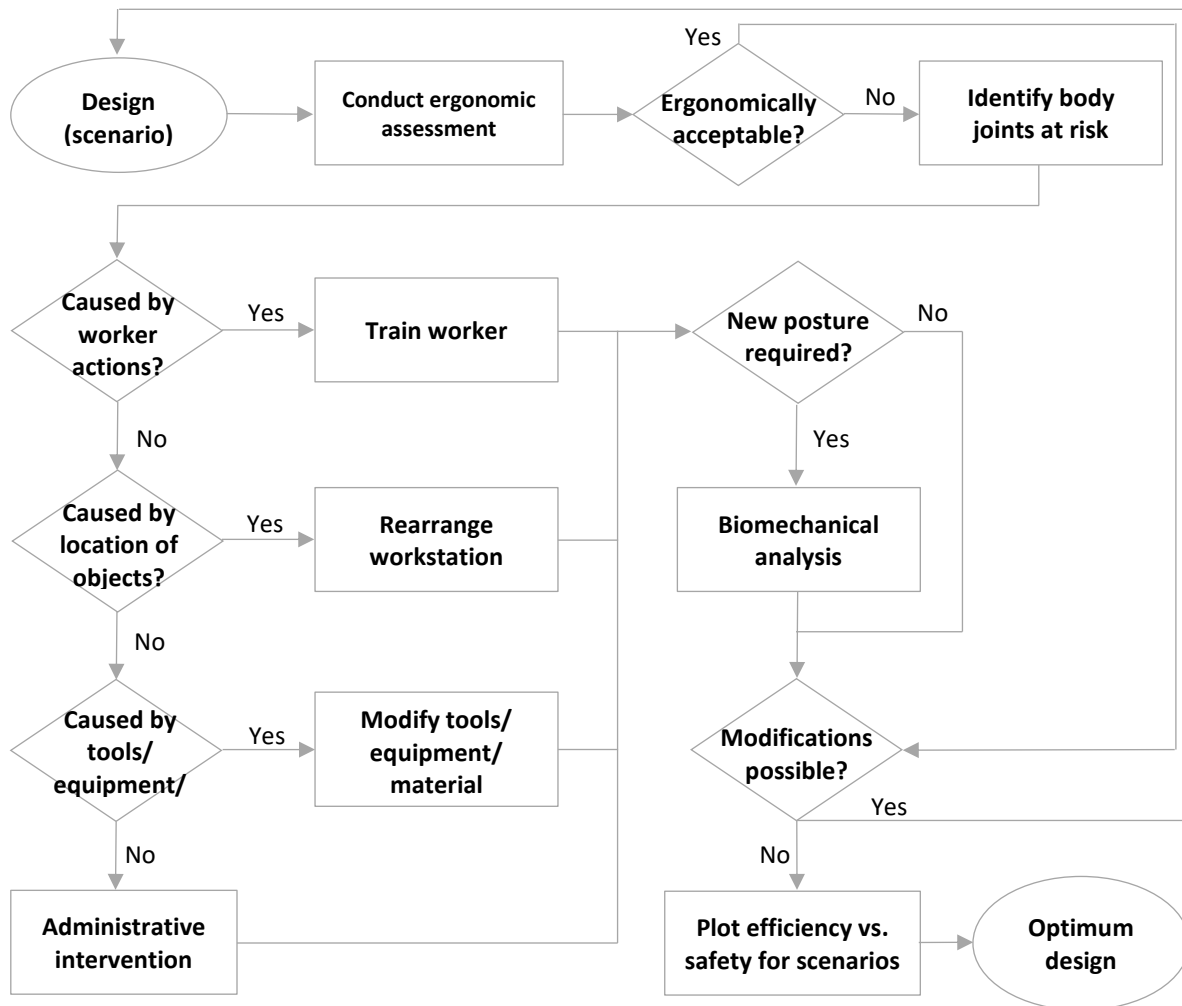 Yes
Design
(scenario)
Conduct ergonomic
assessment
Ergonomically
acceptable?
No
Identify body
joints at risk
Caused by
worker
actions?
Yes
Train worker
New posture
required?
No
No
Yes
Caused by
location of
objects?
Yes
Rearrange
workstation
Biomechanical
analysis
No
Caused by
tools/
equipment/
Yes
Modify tools/
equipment/
material
Modifications
possible?
Yes
No
No
Administrative
intervention
Plot efficiency vs.
safety for scenarios
Optimum
design